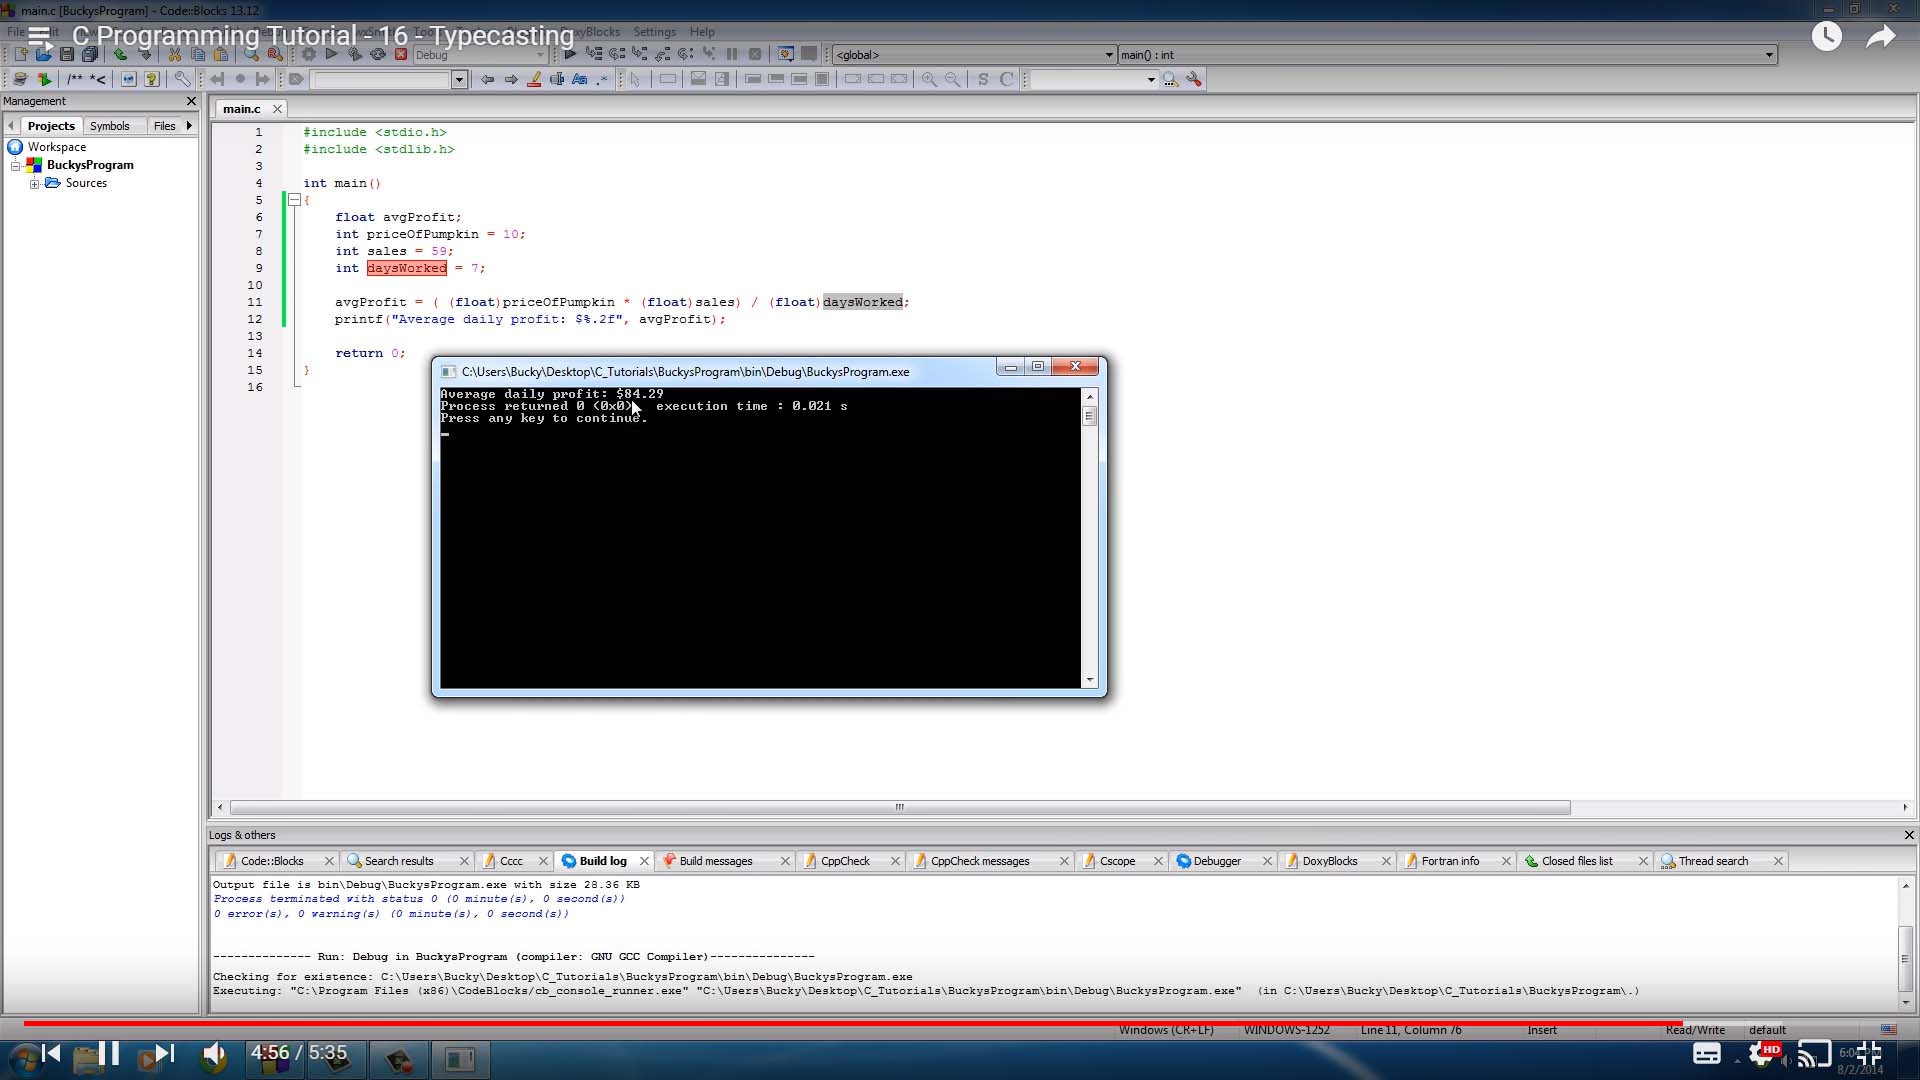 main.c [BuckysProgram] - Code::Blocks 13.12
C Programming Tutorial - 16 - Typecasting
File
DoxyBlocks Settings Help
Debug
<global>
main() : int
/** *<
Management
main.c
Projects Symbols Files
Workspace
BuckysProgram
Sources
1 #include <stdio.h>
2 #include <stdlib.h>
3
4 int main()
5 {
6 float avgProfit;
7 int priceOfPumpkin = 10;
8 int sales = 59;
9 int daysWorked = 7;
10
11 avgProfit = ( (float)priceOfPumpkin * (float)sales) / (float)daysWorked;
12 printf("Average daily profit: $%.2f", avgProfit);
13
14 return 0;
15 }
16
C:\Users\Bucky\Desktop\C_Tutorials\BuckysProgram\bin\Debug\BuckysProgram.exe
Average daily profit: $84.29
Process returned 0 (0x0) execution time : 0.021 s
Press any key to continue.
Logs & others
Code::Blocks Search results Cccc Build log Build messages CppCheck CppCheck messages Cscope Debugger DoxyBlocks Fortran info Closed files list Thread search
Output file is bin\Debug\BuckysProgram.exe with size 28.36 KB
Process terminated with status 0 (0 minute(s), 0 second(s))
0 error(s), 0 warning(s) (0 minute(s), 0 second(s))
-------------- Run: Debug in BuckysProgram (compiler: GNU GCC Compiler)---------------
Checking for existence: C:\Users\Bucky\Desktop\C_Tutorials\BuckysProgram\bin\Debug\BuckysProgram.exe
Executing: "C:\Program Files (x86)\CodeBlocks/cb_console_runner.exe" "C:\Users\Bucky\Desktop\C_Tutorials\BuckysProgram\bin\Debug\BuckysProgram.exe" (in C:\Users\Bucky\Desktop\C_Tutorials\BuckysProgram\.)
Windows (CR+LF) WINDOWS-1252 Line 11, Column 76 Insert Read/Write default
4:56 / 5:35
HD
8/2/2014